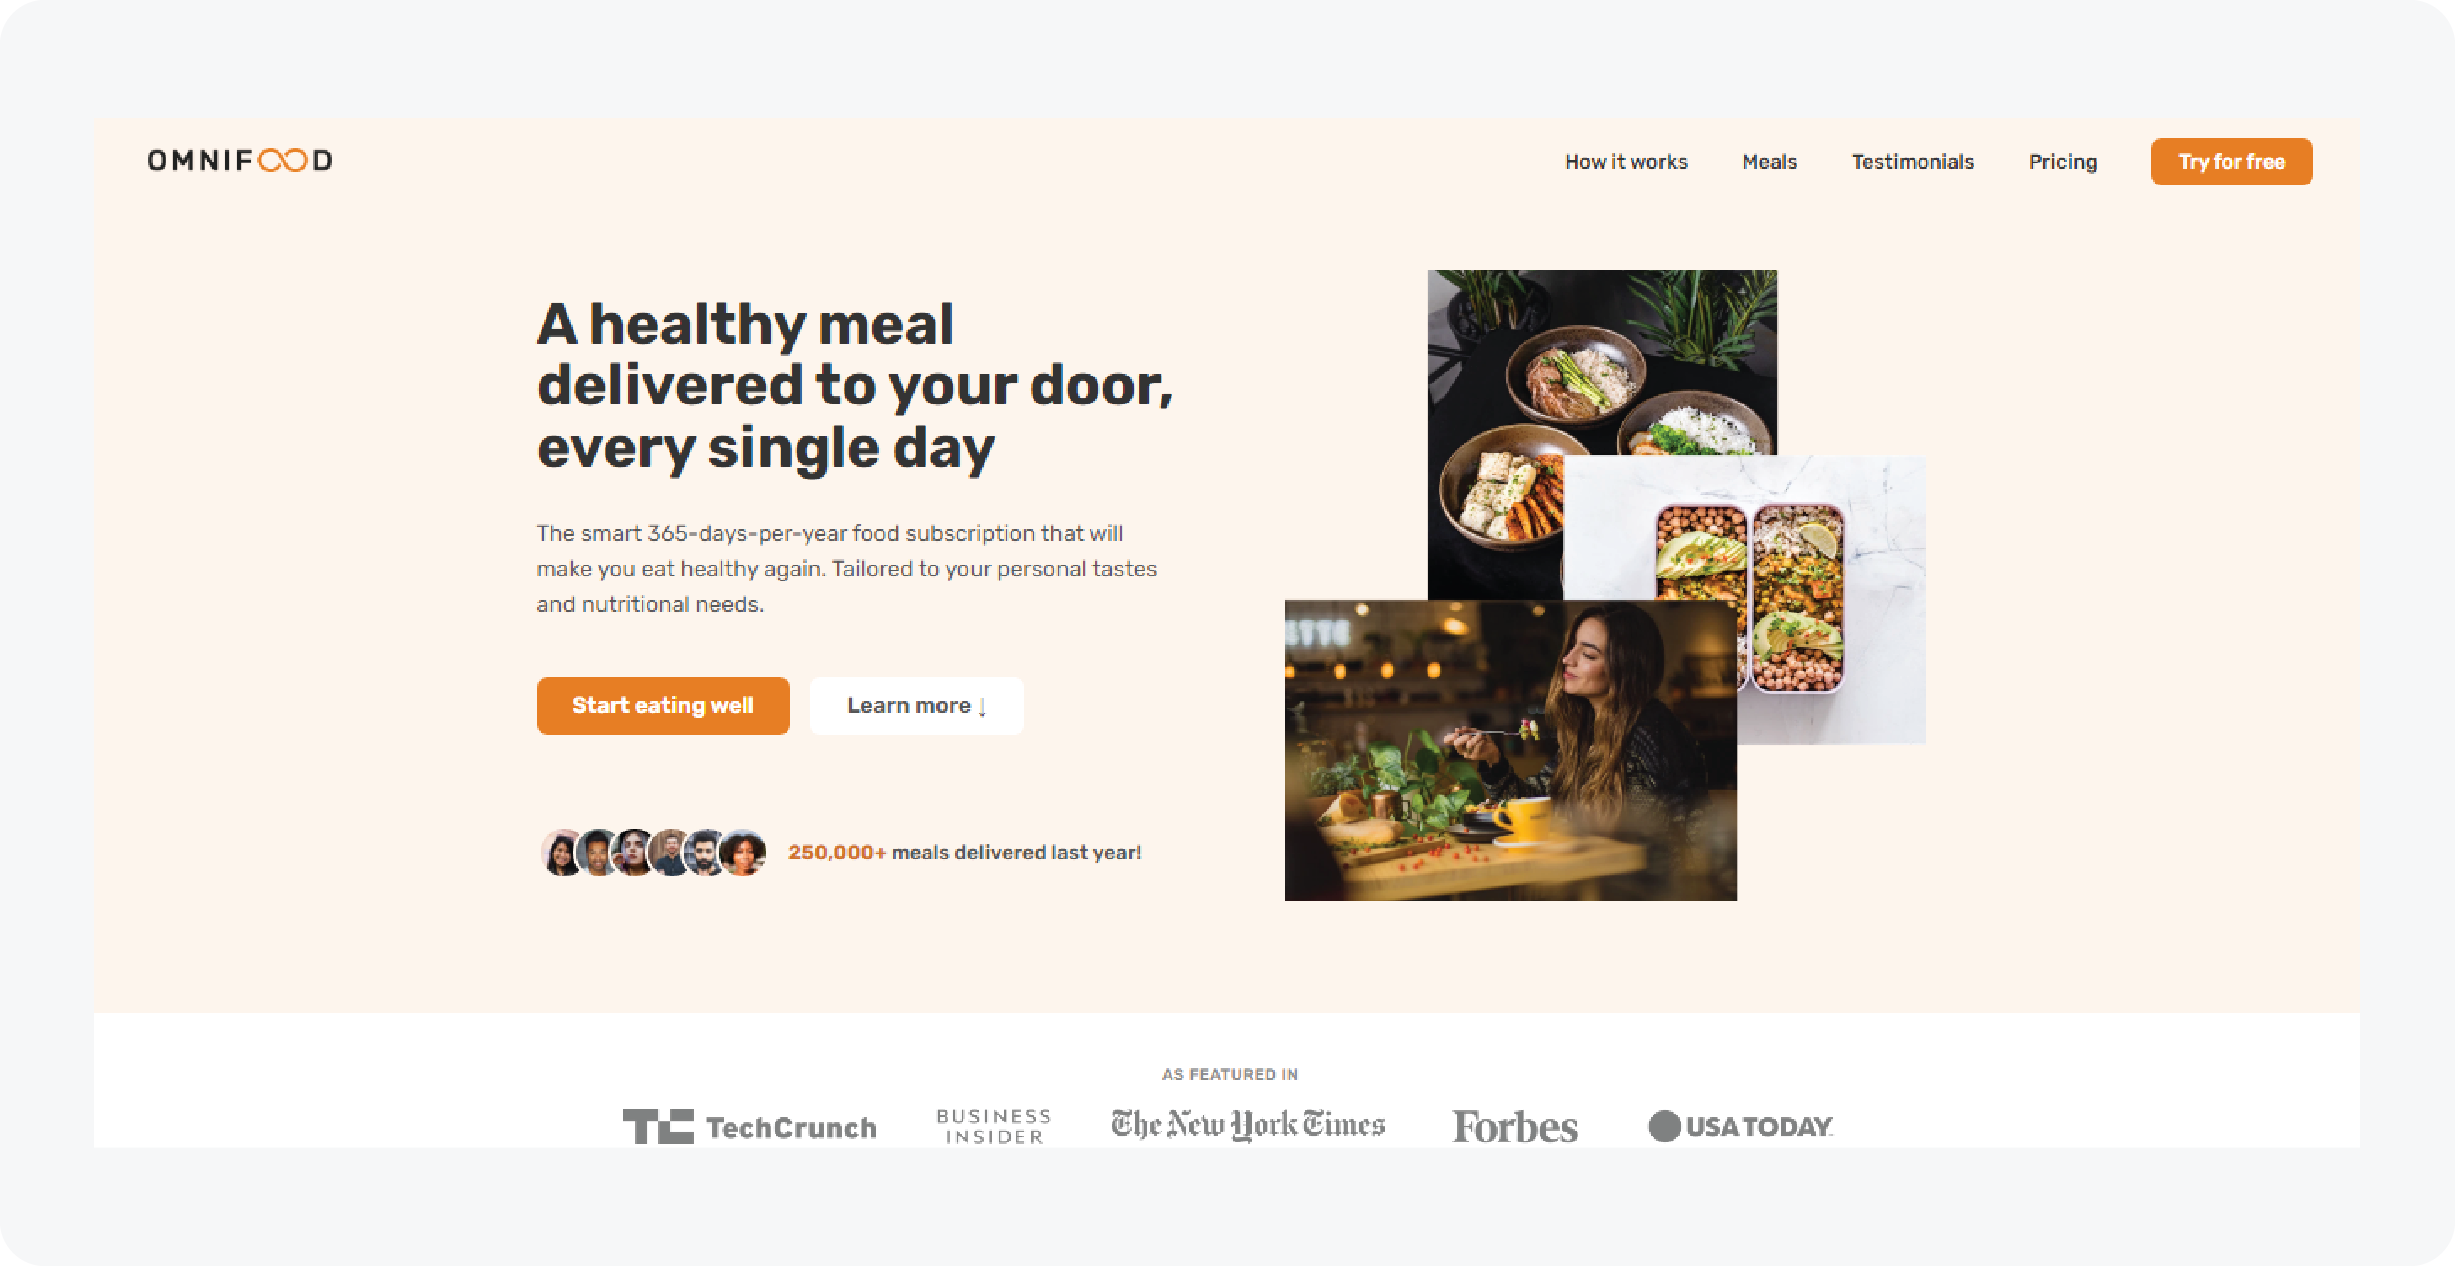 OMNIFOOD
How it works
Meals
Testimonials
Pricing
Try for free
A healthy meal
delivered to your door,
every single day
The smart 365-days-per-year food subscription that will
make you eat healthy again. Tailored to your personal tastes
and nutritional needs.
Start eating well
Learn more ↓
250,000+ meals delivered last year!
AS FEATURED IN
TechCrunch
BUSINESS
INSIDER
The New York Times
Forbes
USA TODAY